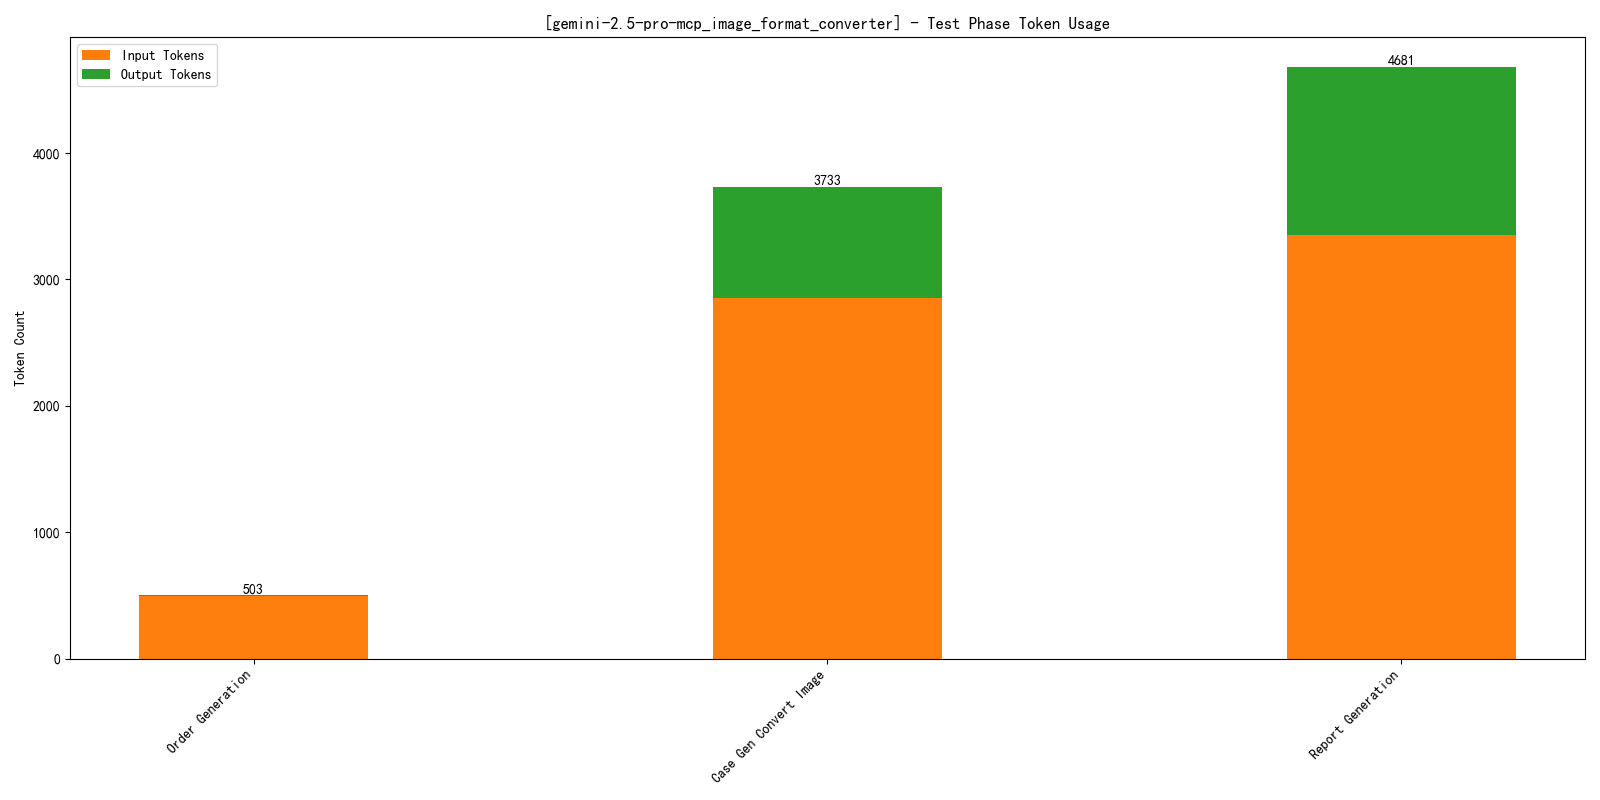 [gemini-2.5-pro-mcp_image_format_converter] - Test Phase Token Usage
Input Tokens
Output Tokens
4681
3733
503
Token Count
4000
3000
2000
1000
0
Order Generation
Case Gen Convert Image
Report Generation